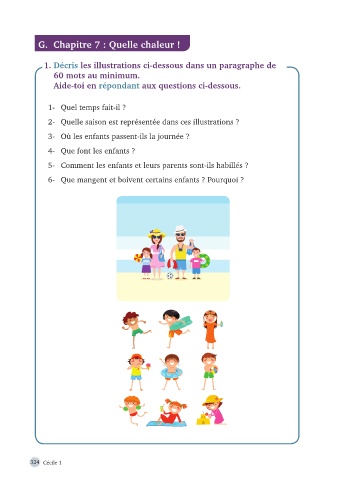 G. Chapitre 7 : Quelle chaleur !
1. Décris les illustrations ci-dessous dans un paragraphe de
60 mots au minimum.
Aide-toi en répondant aux questions ci-dessous.
1- Quel temps fait-il ?
2- Quelle saison est représentée dans ces illustrations ?
3- Où les enfants passent-ils la journée ?
4- Que font les enfants ?
5- Comment les enfants et leurs parents sont-ils habillés ?
6- Que mangent et boivent certains enfants ? Pourquoi ?
324 Cécile 1